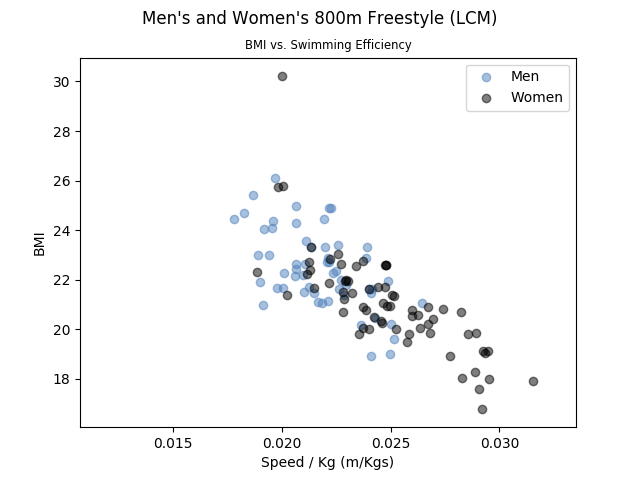 Men's and Women's 800m Freestyle (LCM)
BMI vs. Swimming Efficiency
Men
Women
30
28
26
24
22
20
18
BMI
0.015 0.020 0.025 0.030
Speed / Kg (m/Kgs)